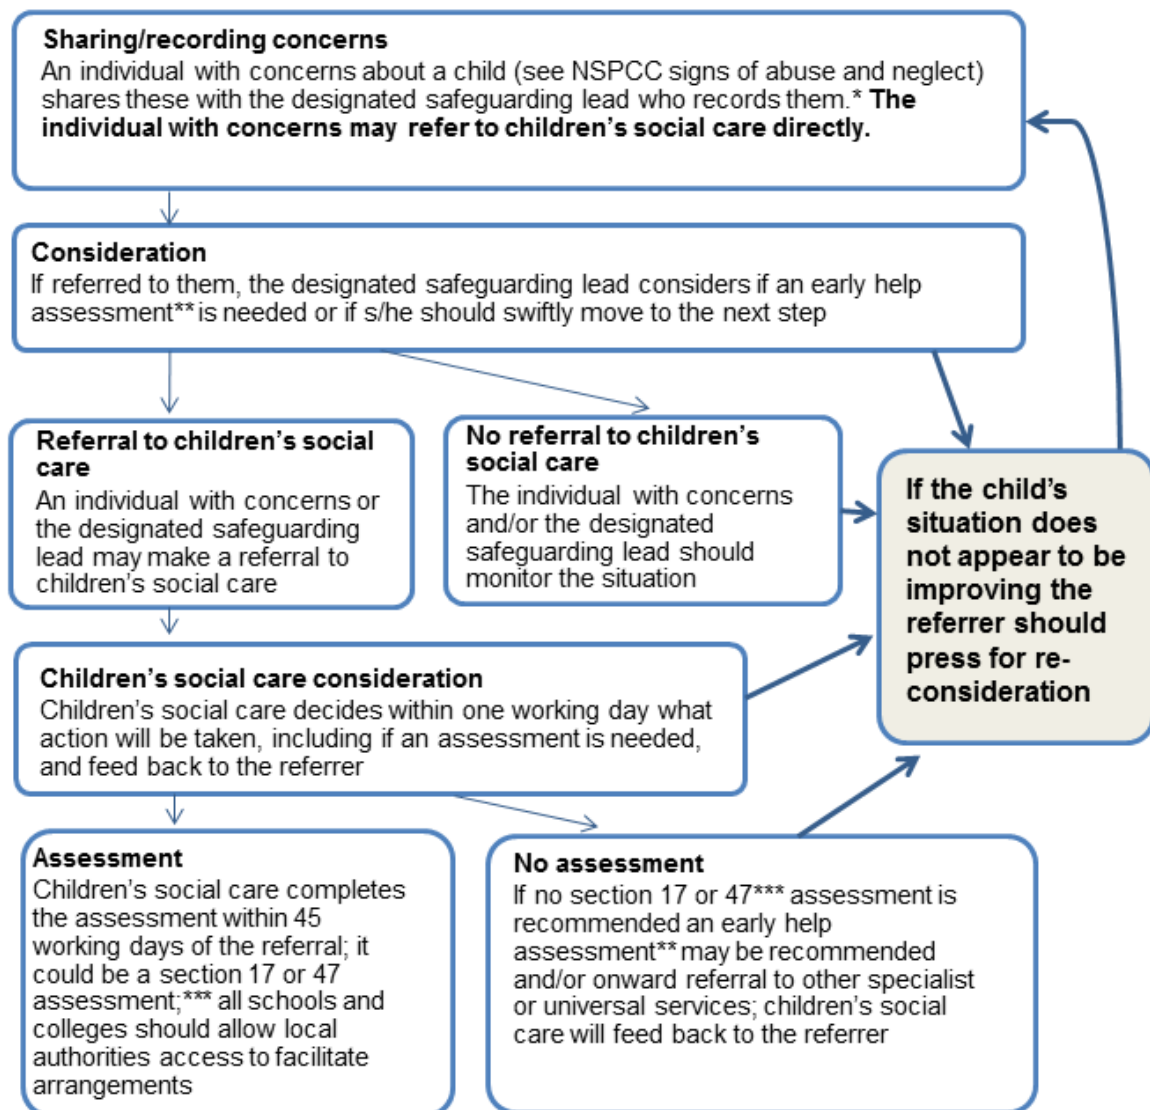 Sharing/recording concerns
An individual with concerns about a child (see NSPCC signs of abuse and neglect)
shares these with the designated safeguarding lead who records them.* The
individual with concerns may refer to children's social care directly.
Consideration
If referred to them, the designated safeguarding lead considers if an early help
assessment** is needed or if s/he should swiftly move to the next step
Referral to children's social
care
An individual with concerns or
the designated safeguarding
lead may make a referral to
children's social care
No referral to children's
social care
The individual with concerns
and/or the designated
safeguarding lead should
monitor the situation
If the child's
situation does
not appear to be
improving the
referrer should
press for re-
consideration
Children's social care consideration
Children's social care decides within one working day what
action will be taken, including if an assessment is needed,
and feed back to the referrer
Assessment
Children's social care completes
the assessment within 45
working days of the referral; it
could be a section 17 or 47
assessment;*** all schools and
colleges should allow local
authorities access to facilitate
arrangements
No assessment
If no section 17 or 47*** assessment is
recommended an early help
assessment** may be recommended
and/or onward referral to other specialist
or universal services; children's social
care will feed back to the referrer